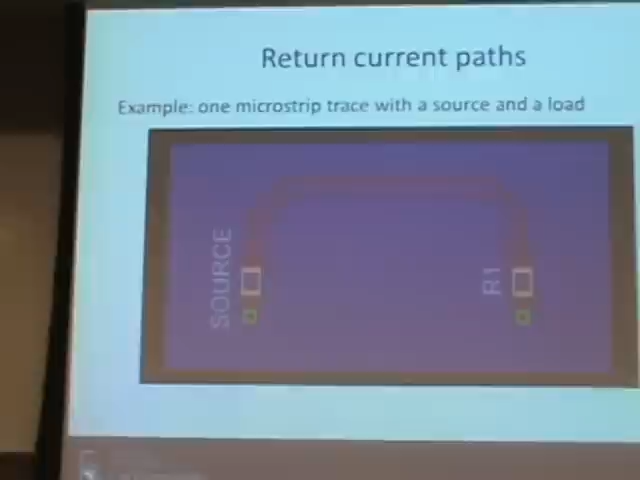 Return current paths
Example: one microstrip trace with a source and a load
SOURCE
R1